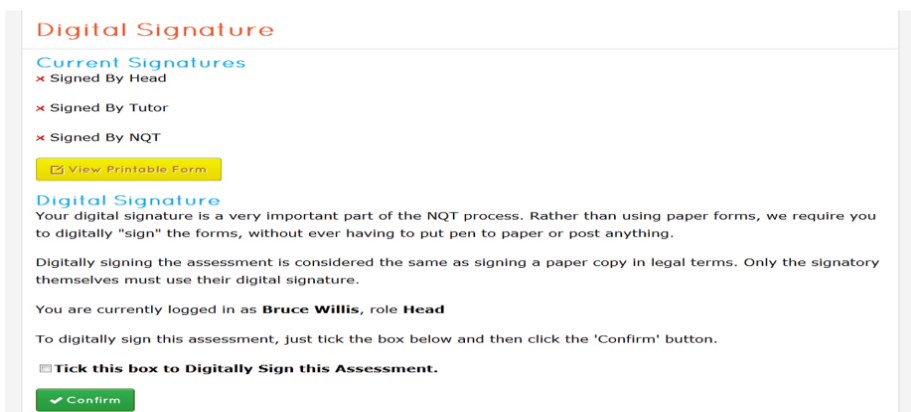 Digital Signature
Current Signatures
× Signed By Head
× Signed By Tutor
× Signed By NQT
View Printable Form
Digital Signature
Your digital signature is a very important part of the NQT process. Rather than using paper forms, we require you
to digitally "sign" the forms, without ever having to put pen to paper or post anything.
Digitally signing the assessment is considered the same as signing a paper copy in legal terms. Only the signatory
themselves must use their digital signature.
You are currently logged in as Bruce Willis, role Head
To digitally sign this assessment, just tick the box below and then click the 'Confirm' button.
Tick this box to Digitally Sign this Assessment.
Confirm